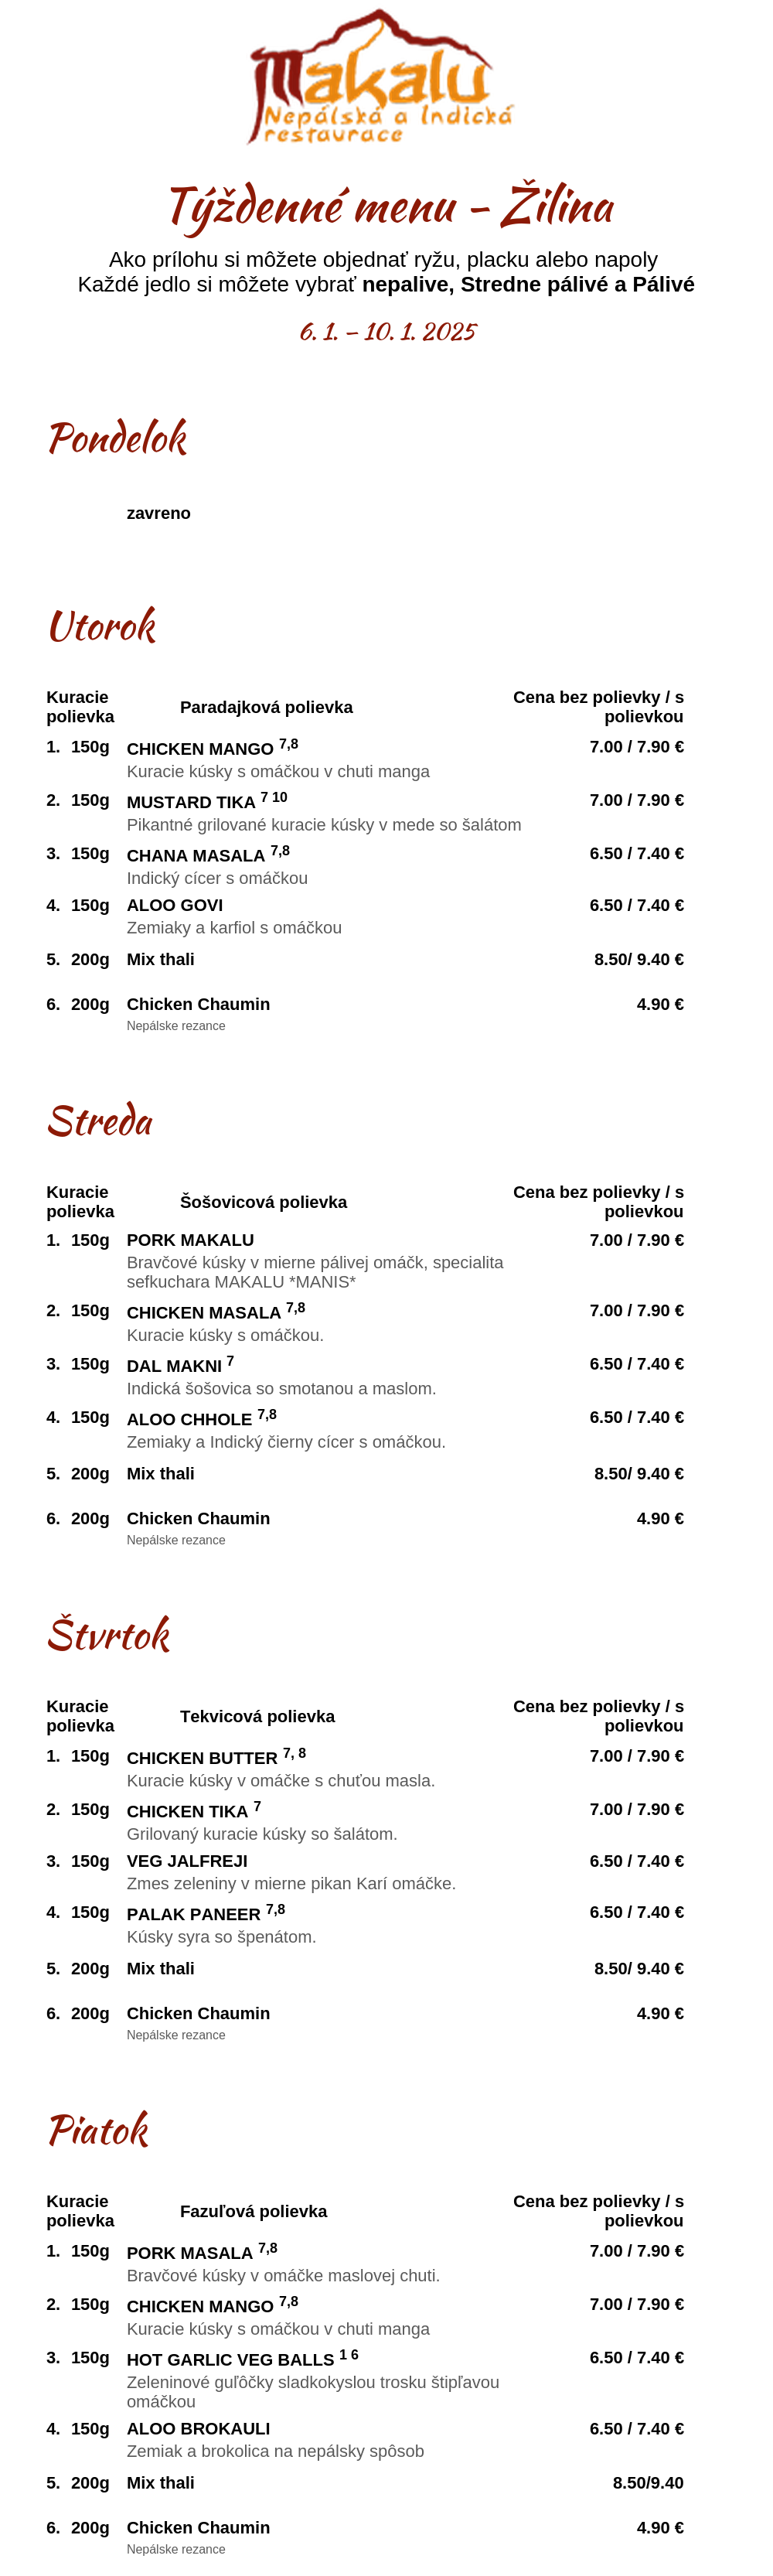 Makalu
Nepálská a Indická
restaurace
Týždenné menu - Žilina
Ako prílohu si môžete objednať ryžu, placku alebo napoly
Každé jedlo si môžete vybrať nepalive, Stredne pálivé a Pálivé
6. 1. – 10. 1. 2025
Pondelok
zavreno
Utorok
Kuracie polievka Paradajková polievka Cena bez polievky / s polievkou
1. 150g CHICKEN MANGO 7,8 7.00 / 7.90 €
Kuracie kúsky s omáčkou v chuti manga
2. 150g MUSTARD TIKA 7 10 7.00 / 7.90 €
Pikantné grilované kuracie kúsky v mede so šalátom
3. 150g CHANA MASALA 7,8 6.50 / 7.40 €
Indický cícer s omáčkou
4. 150g ALOO GOVI 6.50 / 7.40 €
Zemiaky a karfiol s omáčkou
5. 200g Mix thali 8.50/ 9.40 €
6. 200g Chicken Chaumin 4.90 €
Nepálske rezance
Streda
Kuracie polievka Šošovicová polievka Cena bez polievky / s polievkou
1. 150g PORK MAKALU 7.00 / 7.90 €
Bravčové kúsky v mierne pálivej omáčk, specialita
sefkuchara MAKALU *MANIS*
2. 150g CHICKEN MASALA 7,8 7.00 / 7.90 €
Kuracie kúsky s omáčkou.
3. 150g DAL MAKNI 7 6.50 / 7.40 €
Indická šošovica so smotanou a maslom.
4. 150g ALOO CHHOLE 7,8 6.50 / 7.40 €
Zemiaky a Indický čierny cícer s omáčkou.
5. 200g Mix thali 8.50/ 9.40 €
6. 200g Chicken Chaumin 4.90 €
Nepálske rezance
Štvrtok
Kuracie polievka Tekvicová polievka Cena bez polievky / s polievkou
1. 150g CHICKEN BUTTER 7, 8 7.00 / 7.90 €
Kuracie kúsky v omáčke s chuťou masla.
2. 150g CHICKEN TIKA 7 7.00 / 7.90 €
Grilovaný kuracie kúsky so šalátom.
3. 150g VEG JALFREJI 6.50 / 7.40 €
Zmes zeleniny v mierne pikan Karí omáčke.
4. 150g PALAK PANEER 7,8 6.50 / 7.40 €
Kúsky syra so špenátom.
5. 200g Mix thali 8.50/ 9.40 €
6. 200g Chicken Chaumin 4.90 €
Nepálske rezance
Piatok
Kuracie polievka Fazuľová polievka Cena bez polievky / s polievkou
1. 150g PORK MASALA 7,8 7.00 / 7.90 €
Bravčové kúsky v omáčke maslovej chuti.
2. 150g CHICKEN MANGO 7,8 7.00 / 7.90 €
Kuracie kúsky s omáčkou v chuti manga
3. 150g HOT GARLIC VEG BALLS 1 6 6.50 / 7.40 €
Zeleninové guľôčky sladkokyslou trosku štipľavou
omáčkou
4. 150g ALOO BROKAULI 6.50 / 7.40 €
Zemiak a brokolica na nepálsky spôsob
5. 200g Mix thali 8.50/9.40
6. 200g Chicken Chaumin 4.90 €
Nepálske rezance